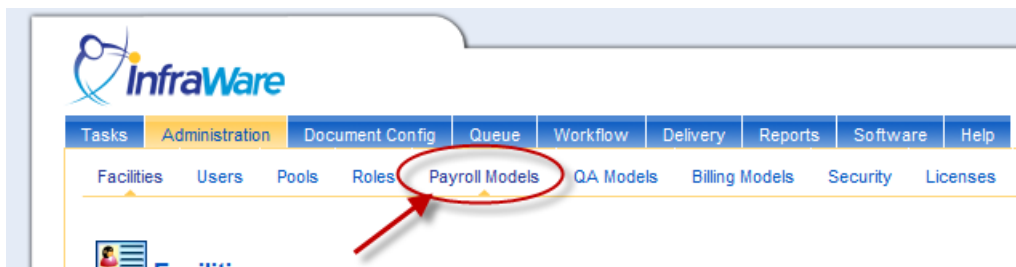 InfraWare
Tasks Administration Document Config Queue Workflow Delivery Reports Software Help
Facilities Users Pools Roles Payroll Models QA Models Billing Models Security Licenses